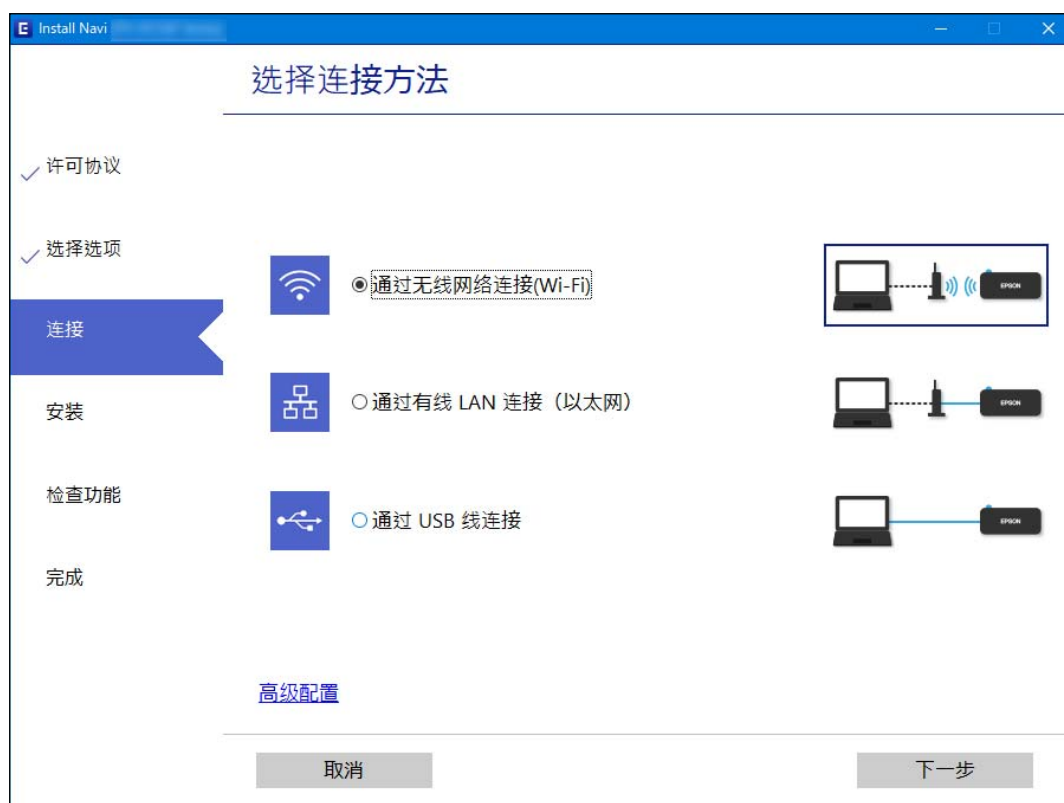 Install Navi
选择连接方法
许可协议
选择选项
连接
安装
检查功能
完成
通过无线网络连接(Wi-Fi)
EPSON
通过有线 LAN 连接（以太网）
EPSON
通过 USB 线连接
EPSON
高级配置
取消
下一步